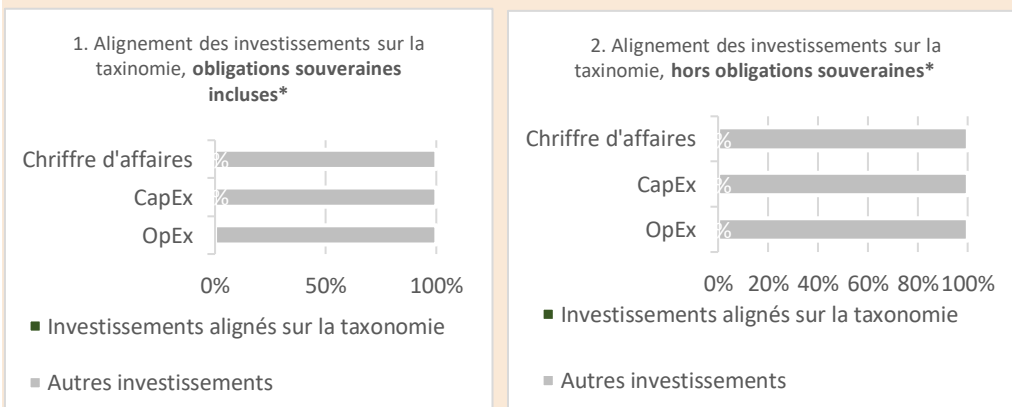 1. Alignement des investissements sur la
taxinomie, obligations souveraines
incluses*
Chriffre d'affaires
%
CapEx
%
OpEx
0% 50% 100%
■ Investissements alignés sur la taxonomie
■ Autres investissements
2. Alignement des investissements sur la
taxinomie, hors obligations souveraines*
Chriffre d'affaires
%
CapEx
%
OpEx
%
0% 20% 40% 60% 80% 100%
■ Investissements alignés sur la taxonomie
■ Autres investissements